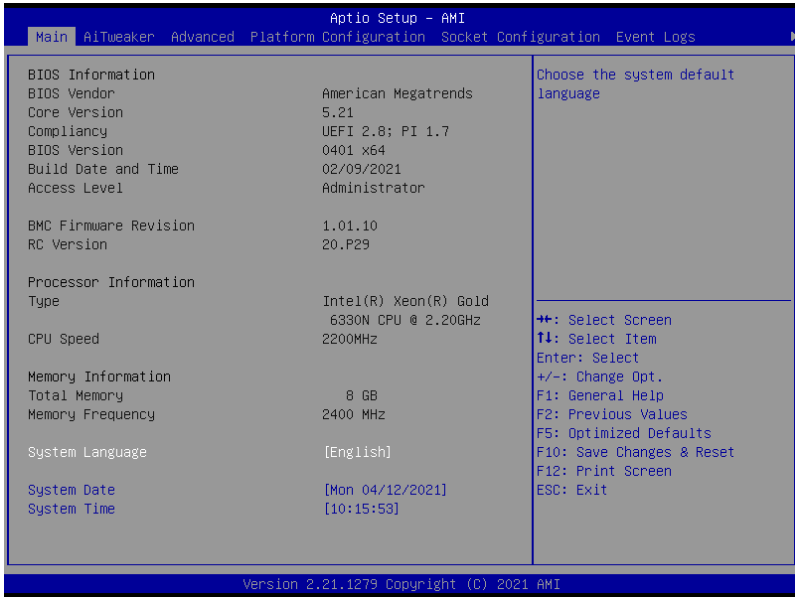 Aptio Setup – AMI
Main AiTweaker Advanced Platform Configuration Socket Configuration Event Logs
BIOS Information
BIOS Vendor American Megatrends
Core Version 5.21
Compliancy UEFI 2.8; PI 1.7
BIOS Version 0401 x64
Build Date and Time 02/09/2021
Access Level Administrator
BMC Firmware Revision 1.01.10
RC Version 20.P29
Processor Information
Type Intel(R) Xeon(R) Gold
6330N CPU @ 2.20GHz
CPU Speed 2200MHz
Memory Information
Total Memory 8 GB
Memory Frequency 2400 MHz
System Language [English]
System Date [Mon 04/12/2021]
System Time [10:15:53]
Choose the system default
language
→←: Select Screen
↑↓: Select Item
Enter: Select
+/-: Change Opt.
F1: General Help
F2: Previous Values
F5: Optimized Defaults
F10: Save Changes & Reset
F12: Print Screen
ESC: Exit
Version 2.21.1279 Copyright (C) 2021 AMI